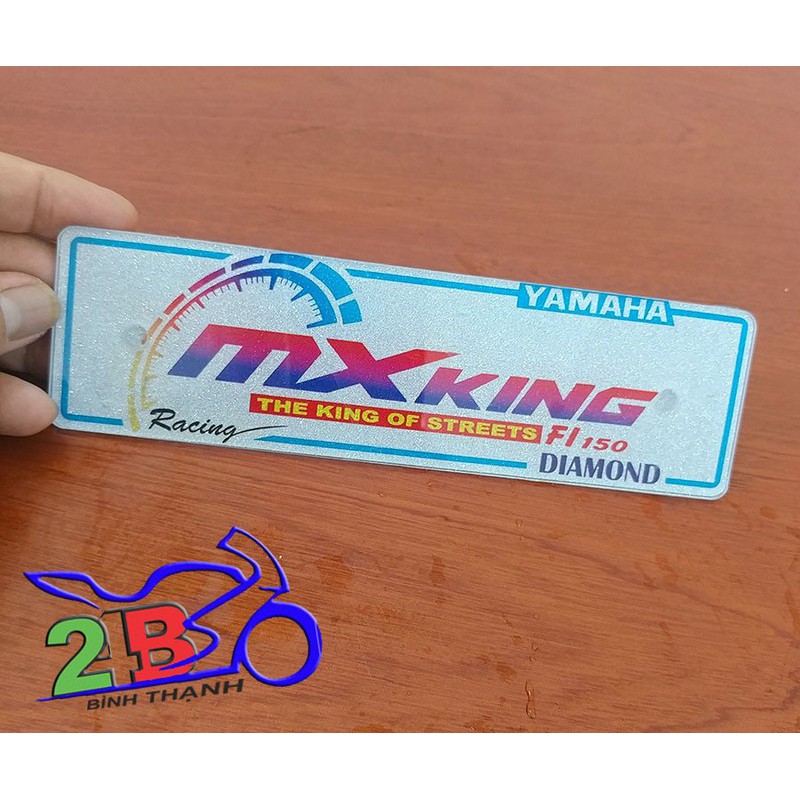 YAMAHA
mXKING
THE KING OF STREETS FI 150
Racing
DIAMOND
2B
BÌNH THẠNH